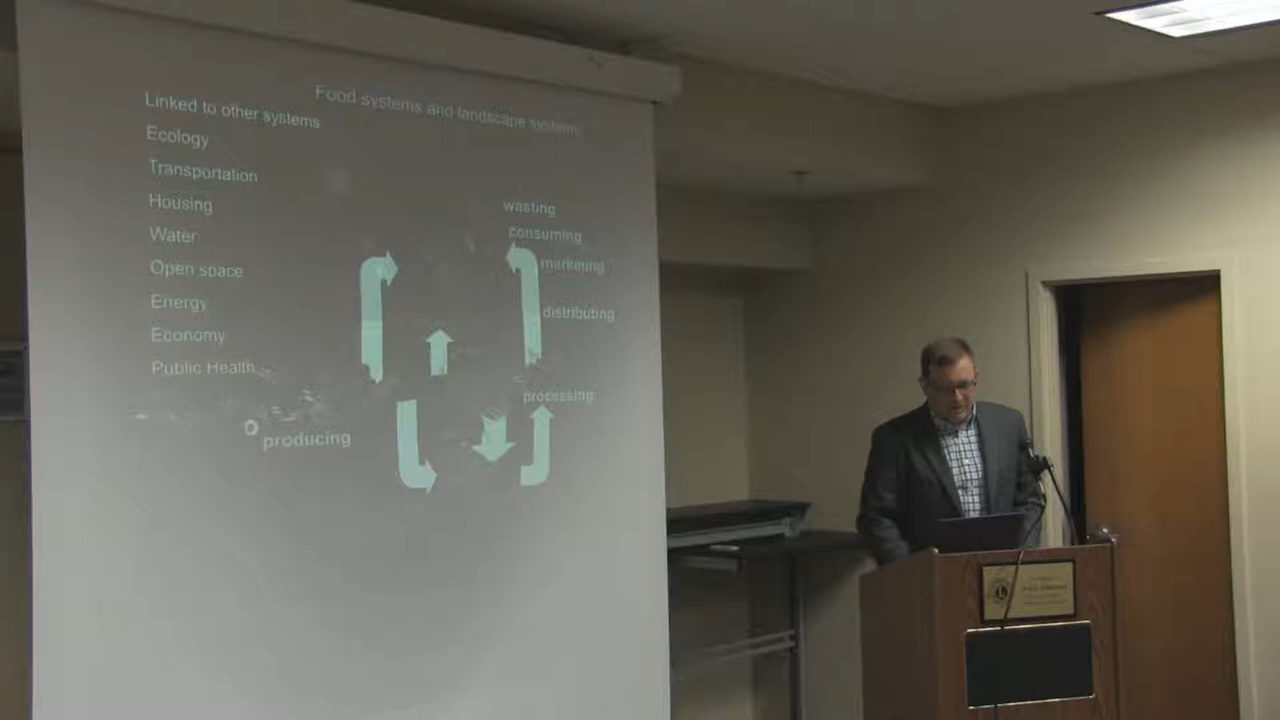 Food systems and landscape systems
Linked to other systems
Ecology
Transportation
Housing
Water
Open space
Energy
Economy
Public Health
wasting
consuming
marketing
distributing
processing
producing
L